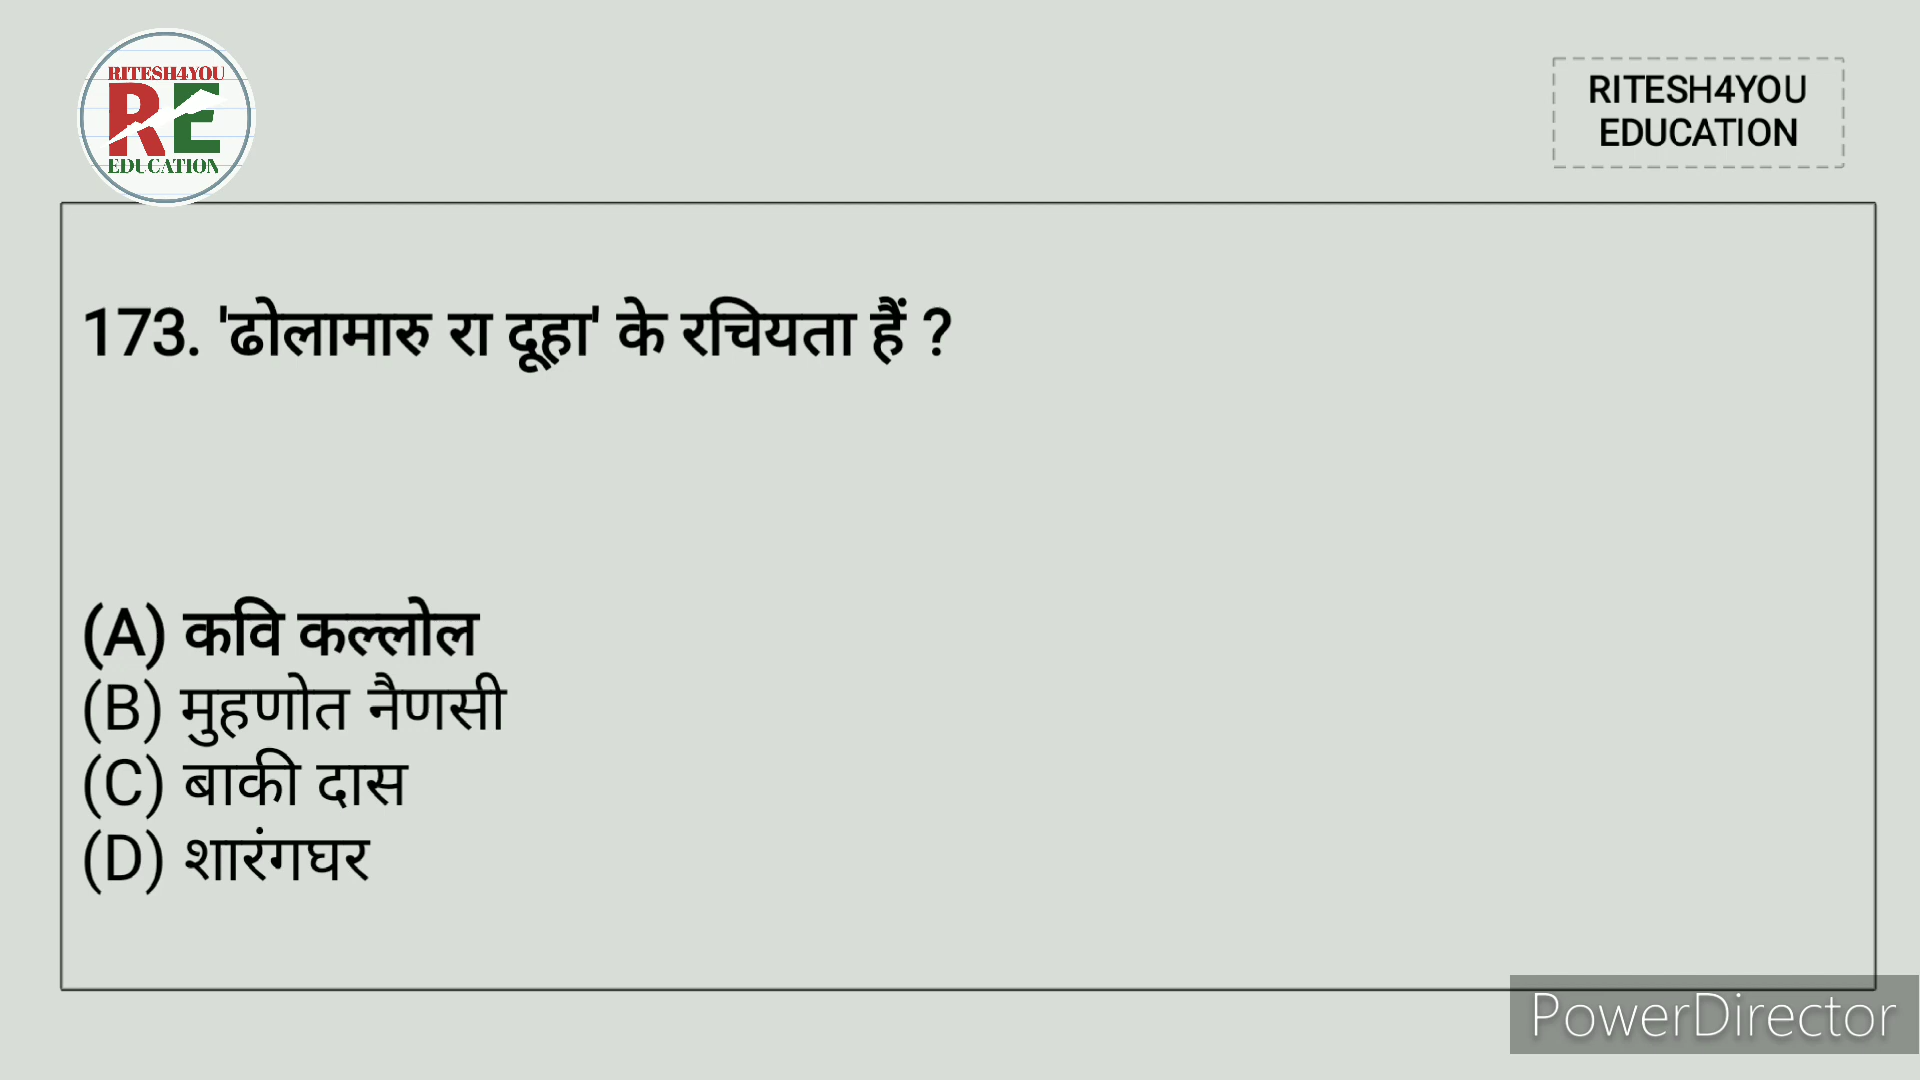 RITESH4YOU
RE
EDUCATION
RITESH4YOU
EDUCATION
173. 'ढोलामारु रा दूहा' के रचियता हैं ?
(A) कवि कल्लोल
(B) मुहणोत नैणसी
(C) बाकी दास
(D) शारंगघर
PowerDirector